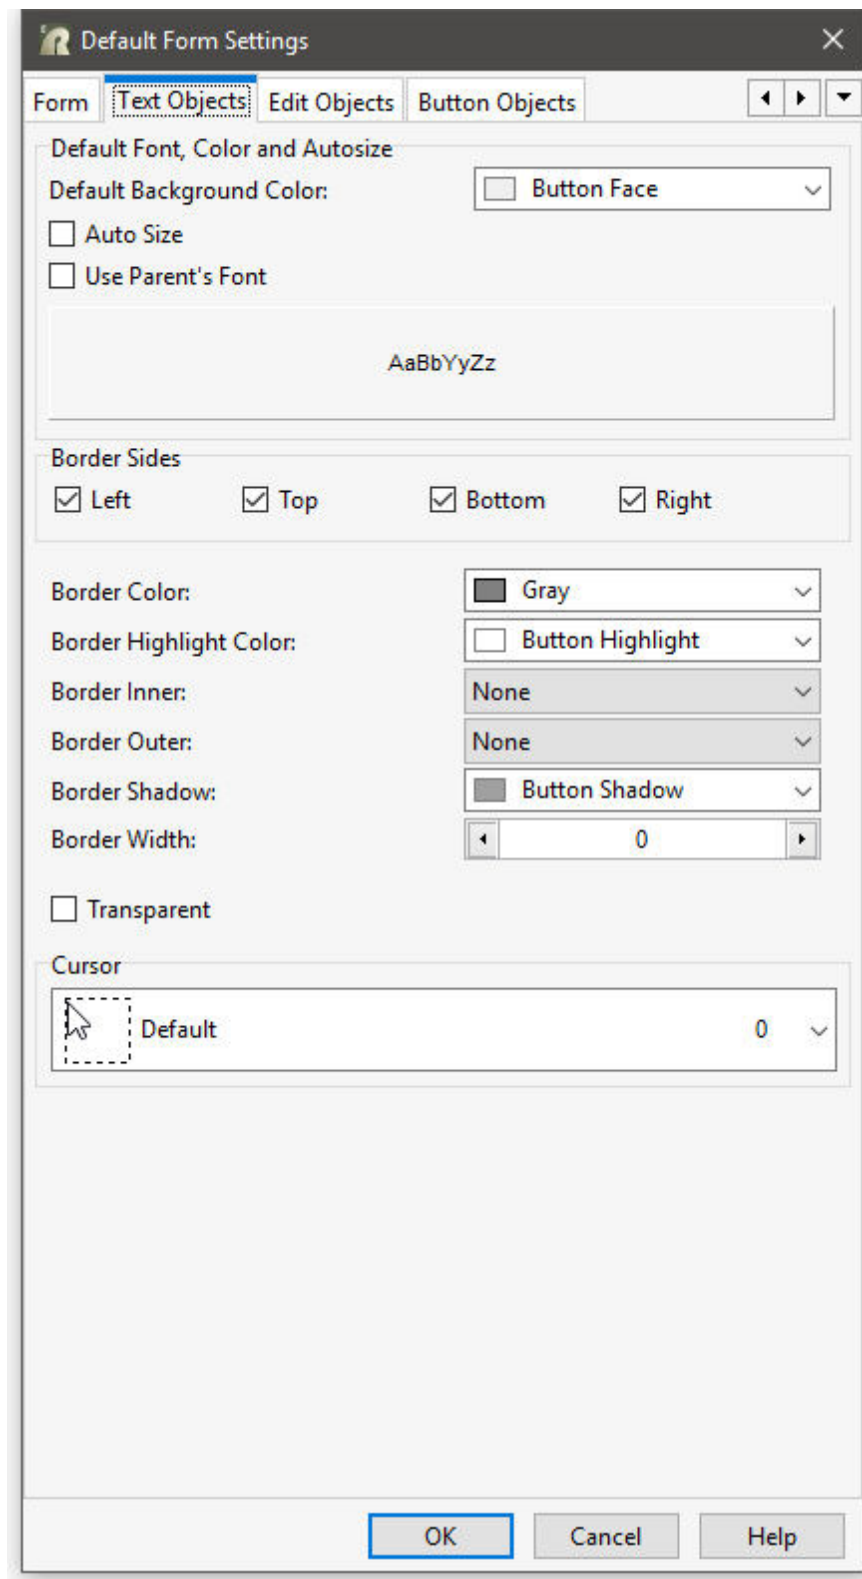 Default Form Settings
Form Text Objects Edit Objects Button Objects
Default Font, Color and Autosize
Default Background Color: Button Face
Auto Size
Use Parent's Font
AaBbYyZz
Border Sides
Left Top Bottom Right
Border Color: Gray
Border Highlight Color: Button Highlight
Border Inner: None
Border Outer: None
Border Shadow: Button Shadow
Border Width: 0
Transparent
Cursor
Default 0
OK Cancel Help